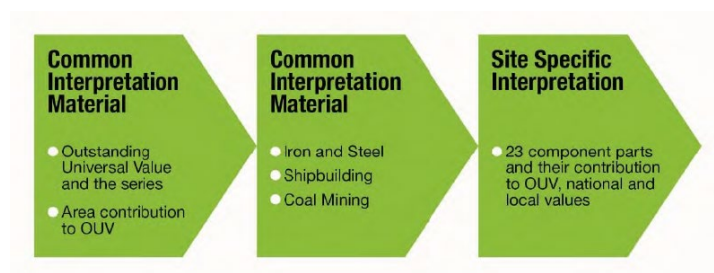 Common
Interpretation
Material
Outstanding
Universal Value
and the series
Area contribution
to OUV
Common
Interpretation
Material
Iron and Steel
Shipbuilding
Coal Mining
Site Specific
Interpretation
23 component parts
and their contribution
to OUV, national and
local values